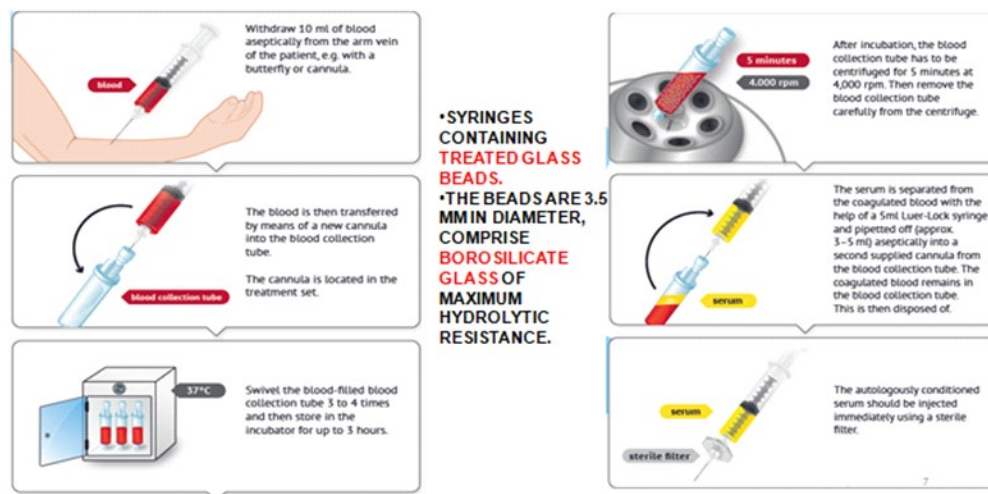 Withdraw 10 ml of blood
aseptically from the arm vein
of the patient, e.g. with a
butterfly or cannula.
blood
The blood is then transferred
by means of a new cannula
into the blood collection
tube.
The cannula is located in the
treatment set.
blood collection tube
37°C
Swivel the blood-filled blood
collection tube 3 to 4 times
and then store in the
incubator for up to 3 hours.
•SYRINGES
CONTAINING
TREATED GLASS
BEADS.
•THE BEADS ARE 3.5
MM IN DIAMETER,
COMPRISE
BOROSILICATE
GLASS OF
MAXIMUM
HYDROLYTIC
RESISTANCE.
5 minutes
4.000 rpm
After incubation, the blood
collection tube has to be
centrifuged for 5 minutes at
4,000 rpm. Then remove the
blood collection tube
carefully from the centrifuge.
The serum is separated from
the coagulated blood with the
help of a 5ml Luer-Lock syringe
and pipetted off (approx.
3–5 ml) aseptically into a
second supplied cannula from
the blood collection tube. The
coagulated blood remains in
the blood collection tube.
This is then disposed of.
serum
The autologously conditioned
serum should be injected
immediately using a sterile
filter.
serum
sterile filter
7